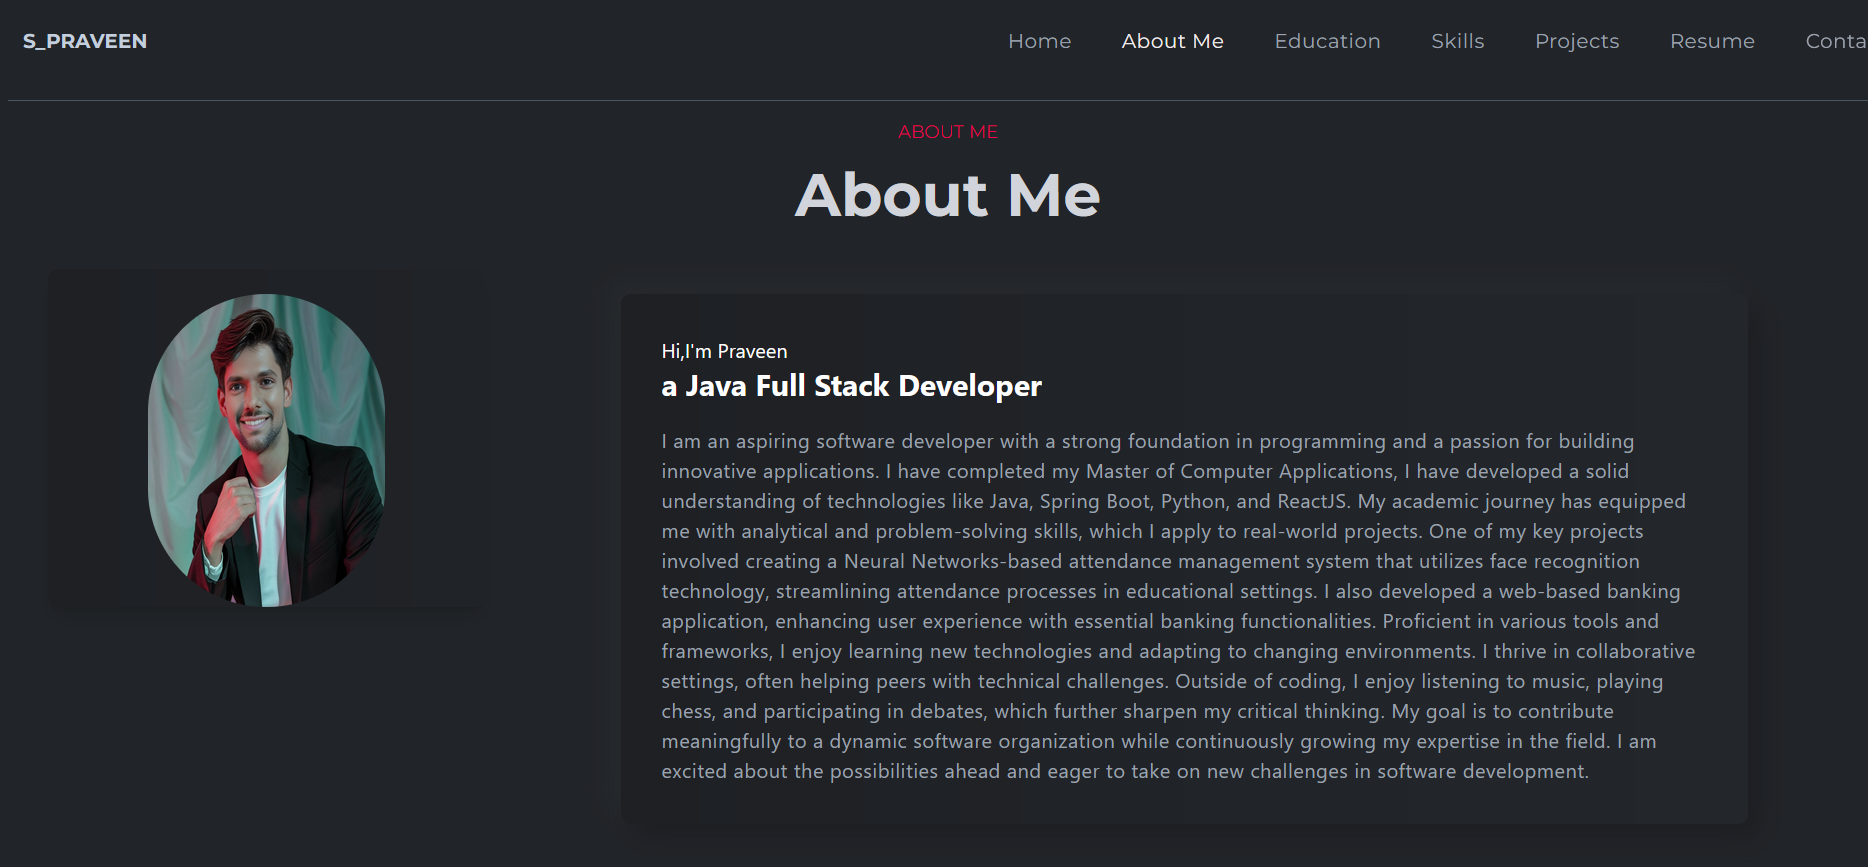 S_PRAVEEN
Home About Me Education Skills Projects Resume Conta
ABOUT ME
About Me
Hi,I'm Praveen
a Java Full Stack Developer
I am an aspiring software developer with a strong foundation in programming and a passion for building
innovative applications. I have completed my Master of Computer Applications, I have developed a solid
understanding of technologies like Java, Spring Boot, Python, and ReactJS. My academic journey has equipped
me with analytical and problem-solving skills, which I apply to real-world projects. One of my key projects
involved creating a Neural Networks-based attendance management system that utilizes face recognition
technology, streamlining attendance processes in educational settings. I also developed a web-based banking
application, enhancing user experience with essential banking functionalities. Proficient in various tools and
frameworks, I enjoy learning new technologies and adapting to changing environments. I thrive in collaborative
settings, often helping peers with technical challenges. Outside of coding, I enjoy listening to music, playing
chess, and participating in debates, which further sharpen my critical thinking. My goal is to contribute
meaningfully to a dynamic software organization while continuously growing my expertise in the field. I am
excited about the possibilities ahead and eager to take on new challenges in software development.